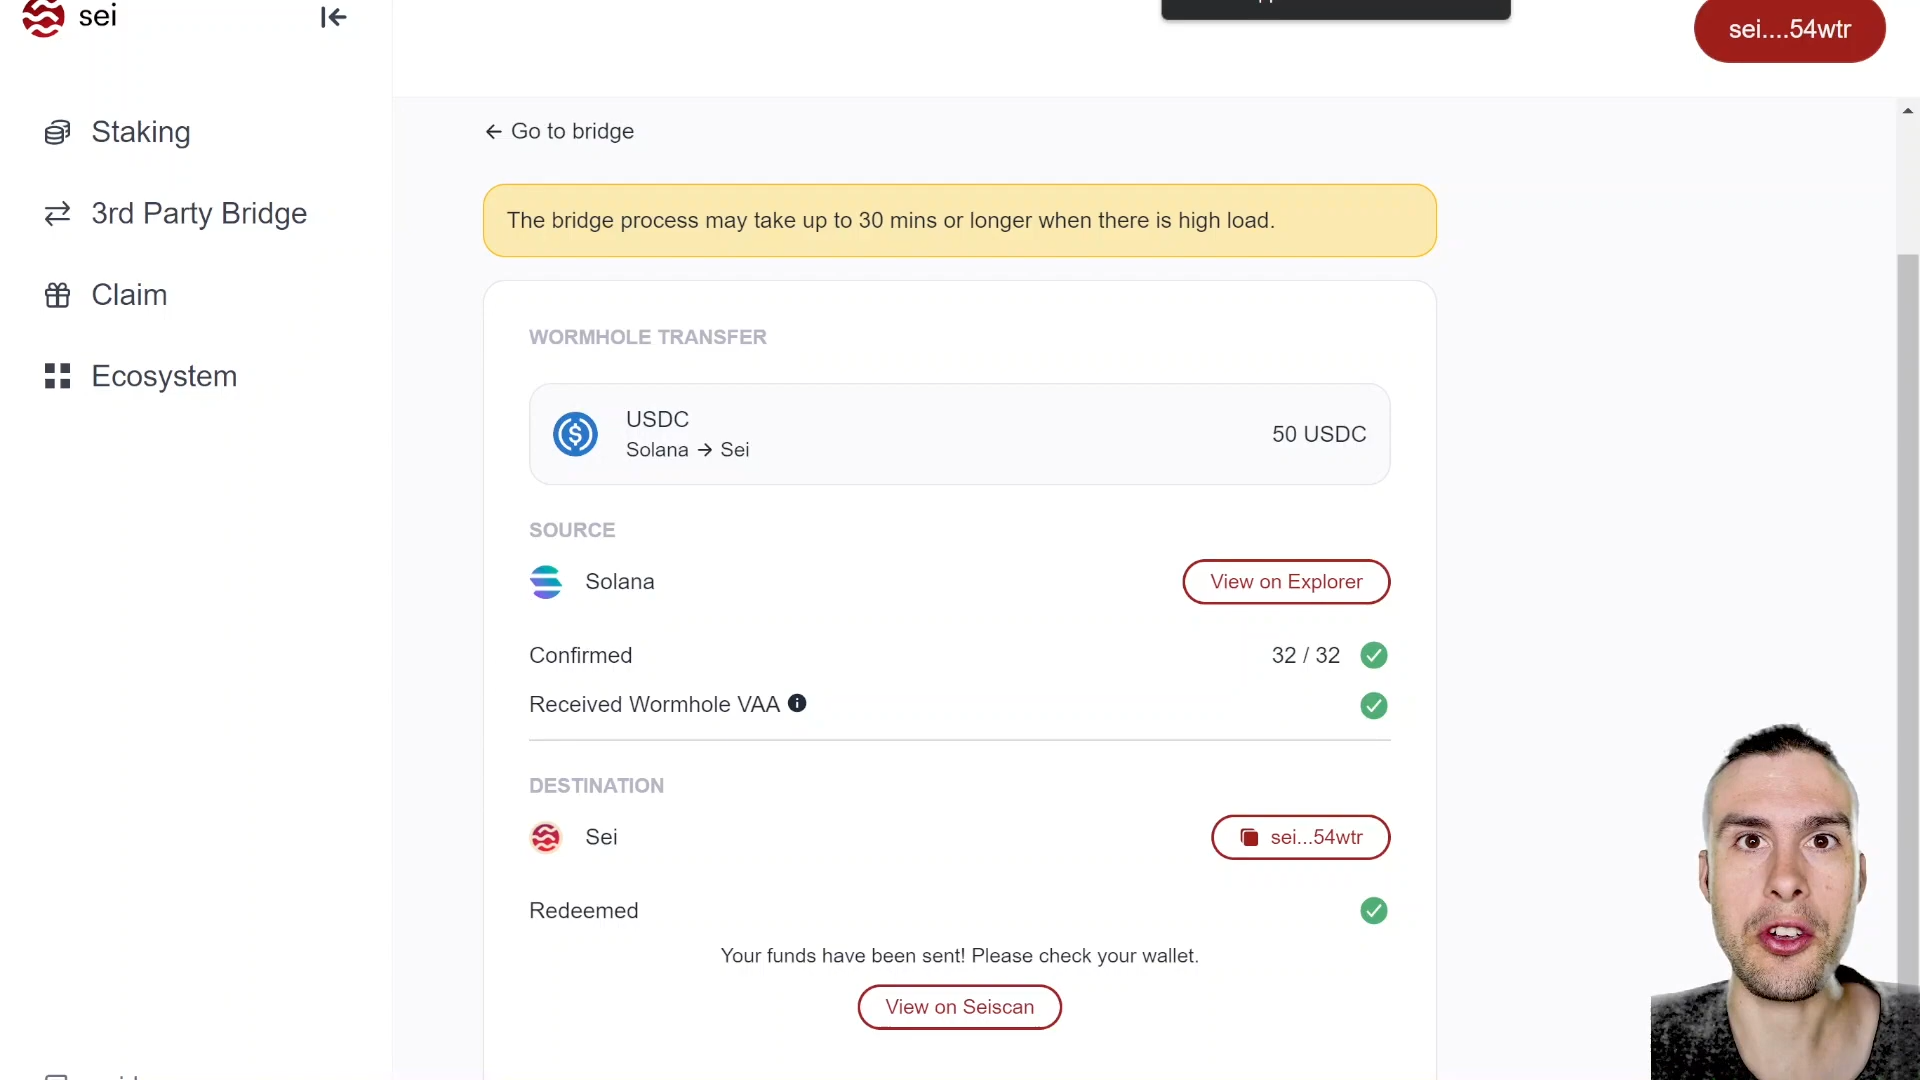 sei
sei....54wtr
Staking
3rd Party Bridge
Claim
Ecosystem
← Go to bridge
The bridge process may take up to 30 mins or longer when there is high load.
WORMHOLE TRANSFER
USDC
Solana → Sei
50 USDC
SOURCE
Solana
View on Explorer
Confirmed
32 / 32
Received Wormhole VAA
DESTINATION
Sei
sei...54wtr
Redeemed
Your funds have been sent! Please check your wallet.
View on Seiscan